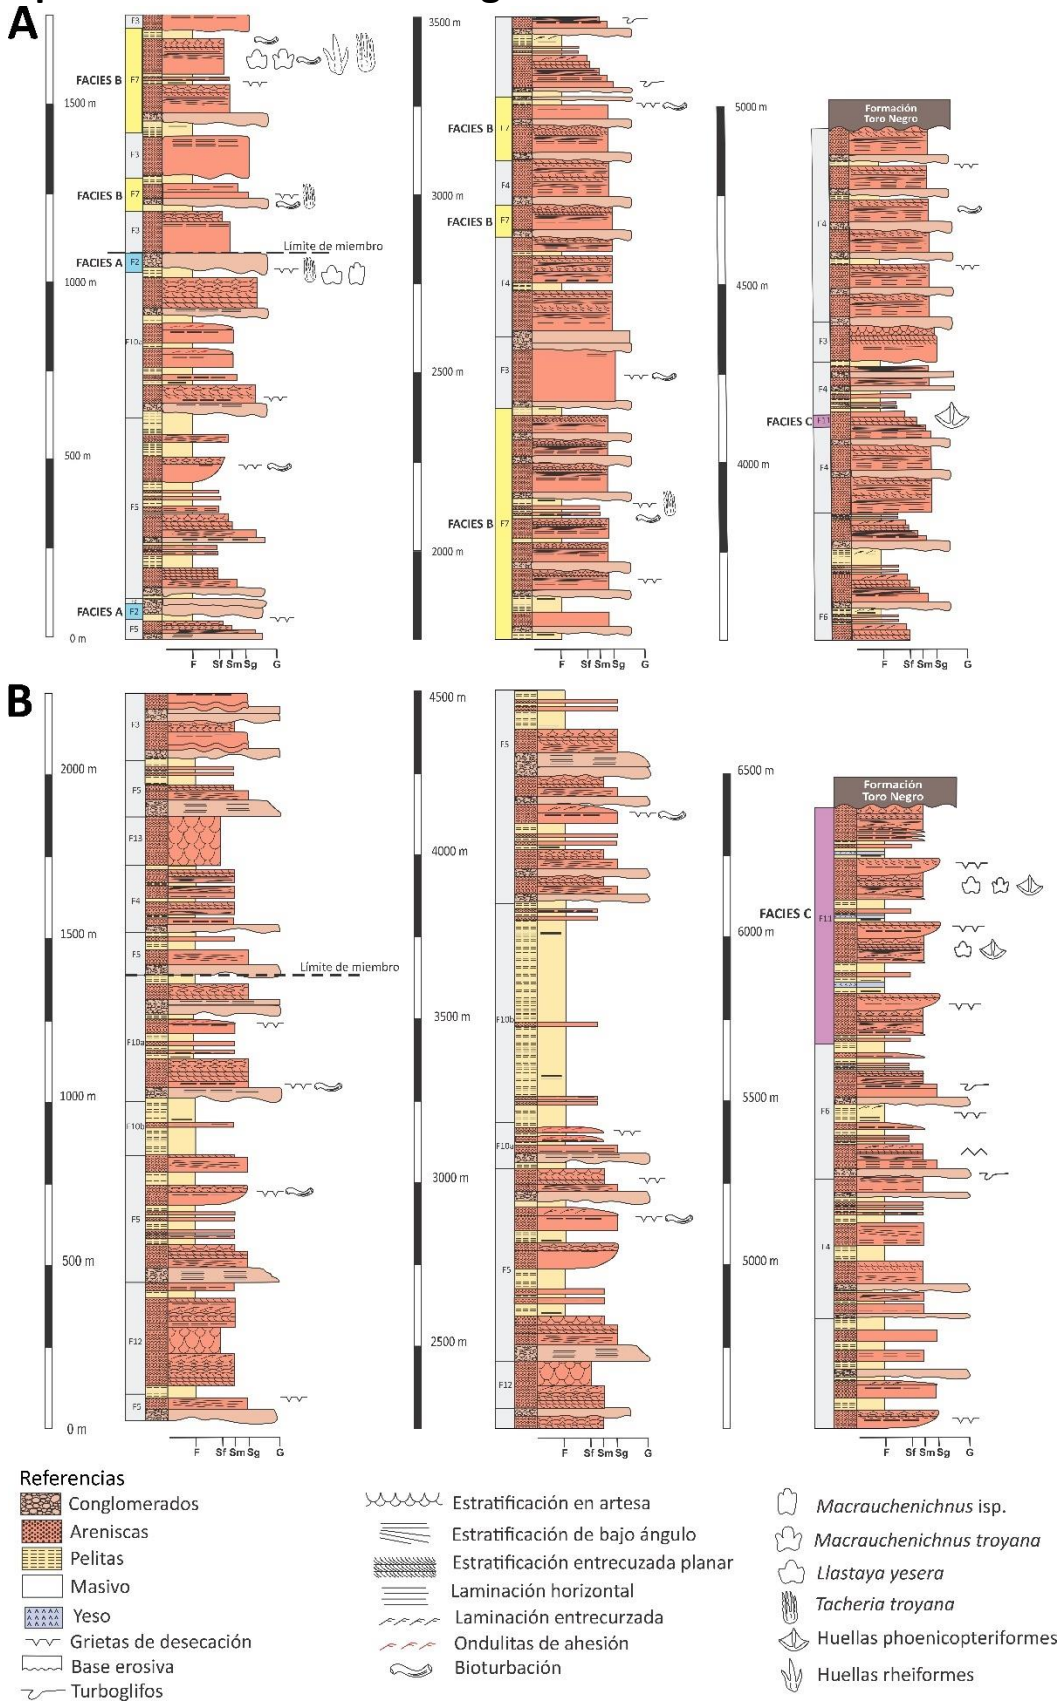 A
F3
FACIES B
F7
1500 m
F3
FACIES B
F7
F3
Límite de miembro
FACIES A
F2
1000 m
F10a
500 m
F5
FACIES A
F2
F5
0 m
F Sf Sm Sg G
3500 m
FACIES B
F7
3000 m
F4
FACIES B
F7
F4
2500 m
F3
FACIES B
F7
2000 m
F Sf Sm Sg G
5000 m
Formación
Toro Negro
F4
4500 m
F3
F4
FACIES C
F11
4000 m
F4
F6
F Sf Sm Sg G
B
F3
2000 m
F5
F13
F4
1500 m
F5
Límite de miembro
F10a
1000 m
F10b
F5
500 m
F12
F5
0 m
F Sf Sm Sg G
4500 m
F5
4000 m
F10b
3500 m
F10a
3000 m
F5
2500 m
F12
F Sf Sm Sg G
6500 m
Formación
Toro Negro
FACIES C
F11
6000 m
5500 m
F6
5000 m
F4
F Sf Sm Sg G
Referencias
Conglomerados
Areniscas
Pelitas
Masivo
Yeso
Grietas de desecación
Base erosiva
Turboglifos
Estratificación en artesa
Estratificación de bajo ángulo
Estratificación entrecuzada planar
Laminación horizontal
Laminación entrecurzada
Ondulitas de ahesión
Bioturbación
Macrauchenichnus isp.
Macrauchenichnus troyana
Llastaya yesera
Tacheria troyana
Huellas phoenicopteriformes
Huellas rheiformes